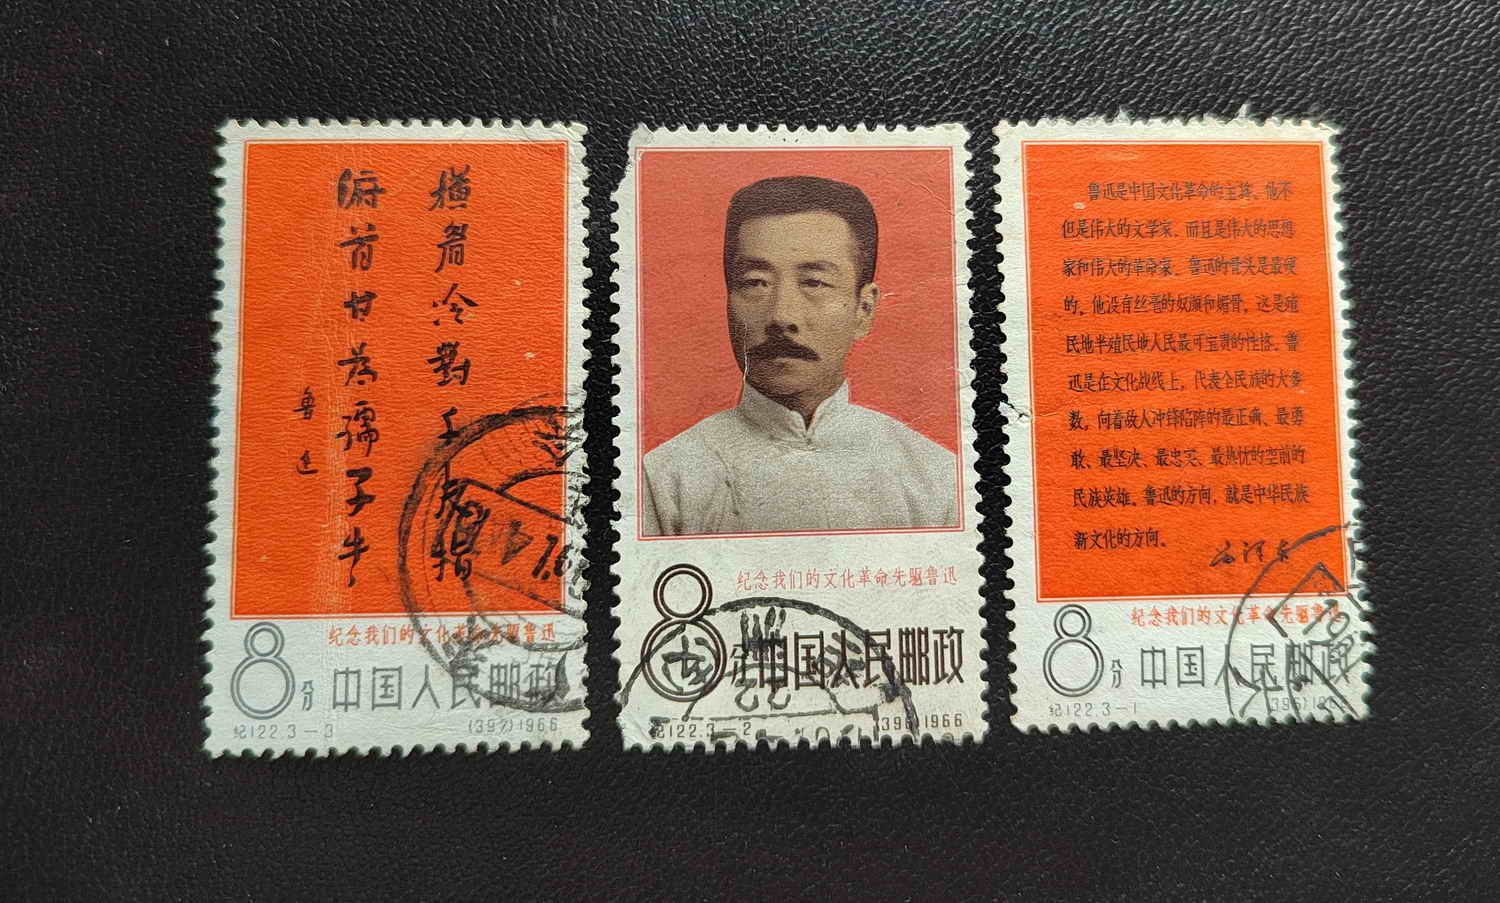 橫眉冷對千夫指
俯首甘為孺子牛
魯迅
纪念我们的文化革命先驱鲁迅
8分 中国人民邮政
纪122.3－3 (397)1966
纪念我们的文化革命先驱鲁迅
8分 中国人民邮政
纪122.3－2 (396)1966
22
鲁迅是中国文化革命的主将，他不
但是伟大的文学家，而且是伟大的思想
家和伟大的革命家。鲁迅的骨头是最硬
的，他没有丝毫的奴颜和媚骨，这是殖
民地半殖民地人民最可宝贵的性格。鲁
迅是在文化战线上，代表全民族的大多
数，向着敌人冲锋陷阵的最正确、最勇
敢、最坚决、最忠实、最热忱的空前的
民族英雄。鲁迅的方向，就是中华民族
新文化的方向。
毛泽东
纪念我们的文化革命先驱鲁迅
8分 中国人民邮政
纪122.3－1 (395)1966